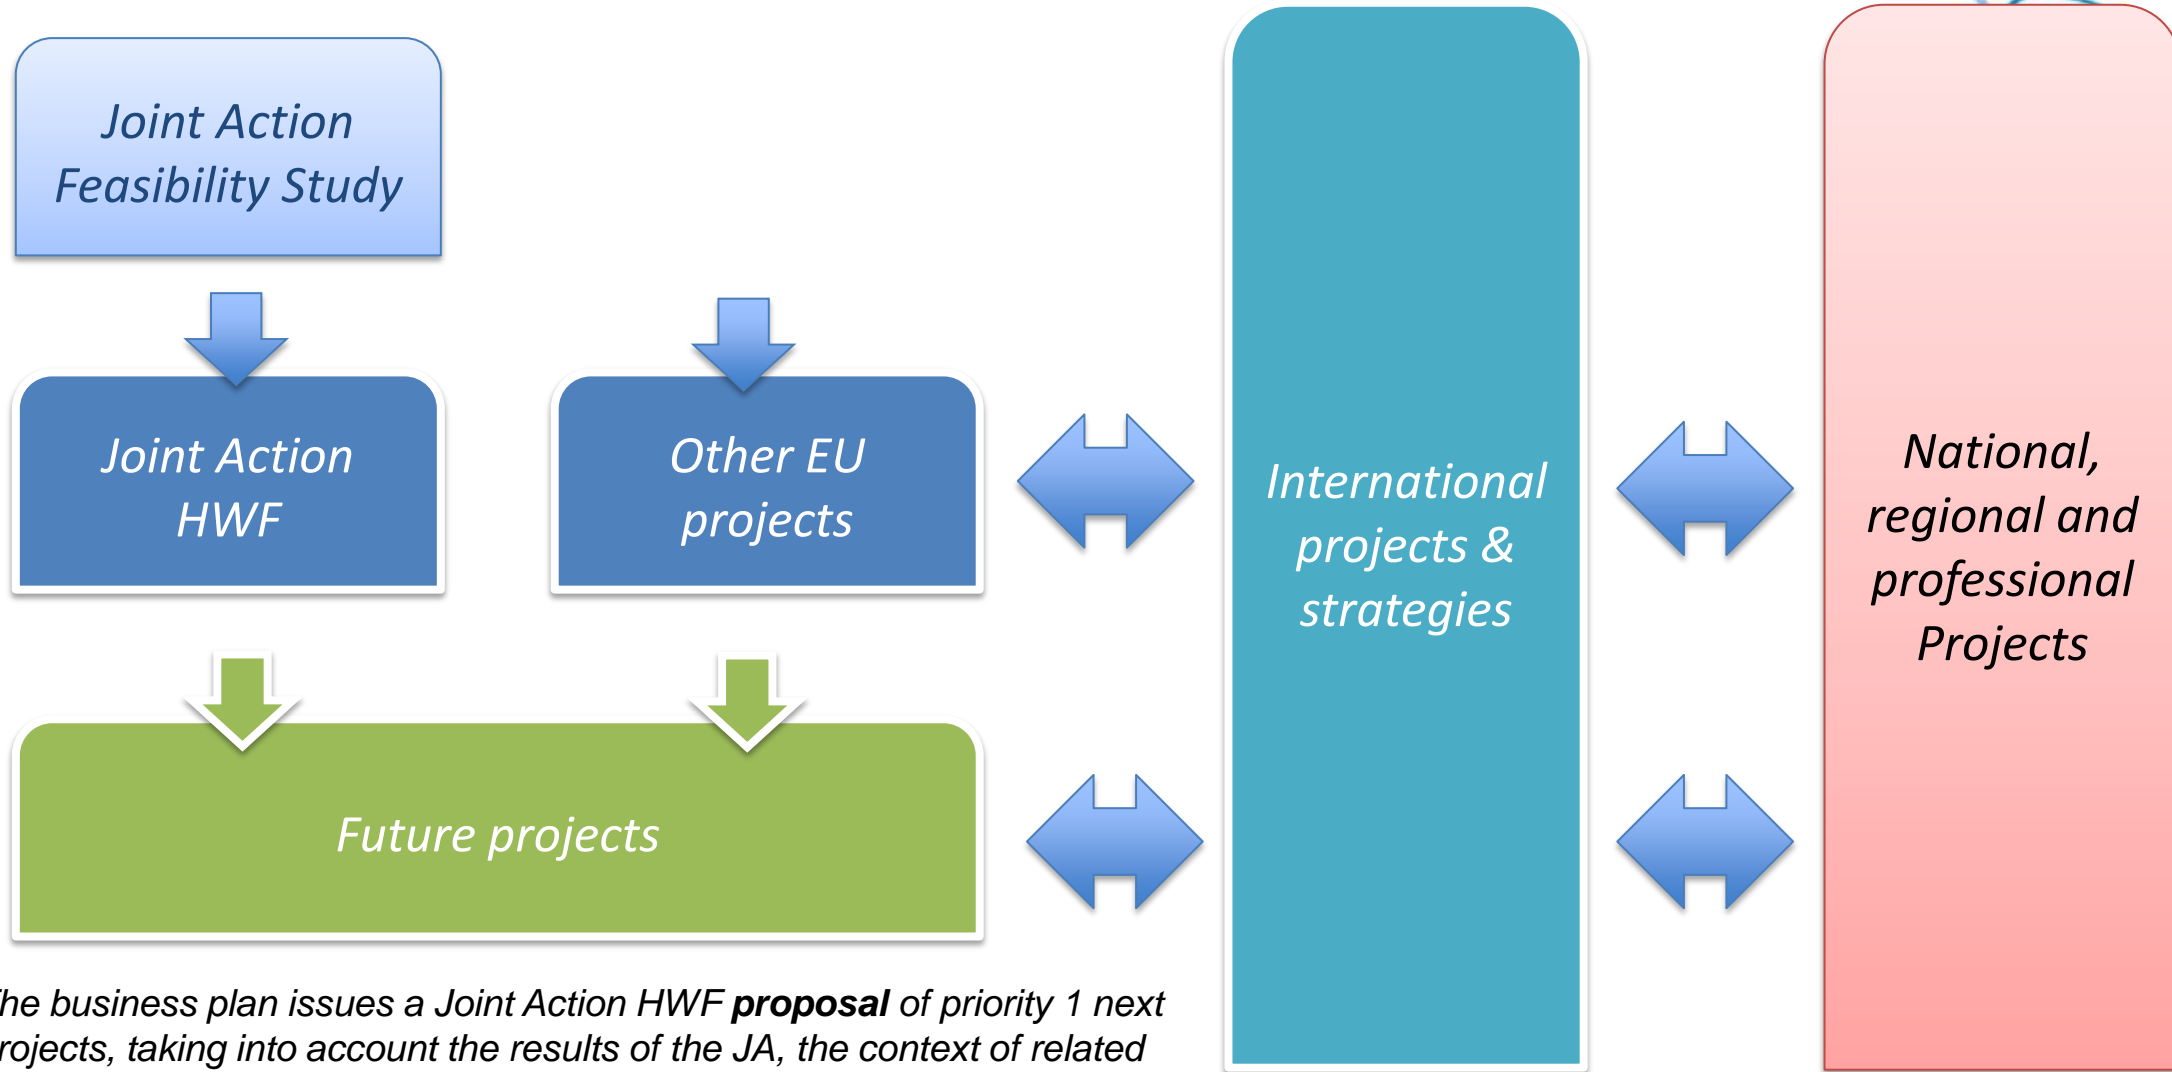 Joint Action
Feasibility Study
Joint Action
HWF
Other EU
projects
Future projects
International
projects &
strategies
National,
regional and
professional
Projects
he business plan issues a Joint Action HWF proposal of priority 1 next
rojects, taking into account the results of the JA, the context of related